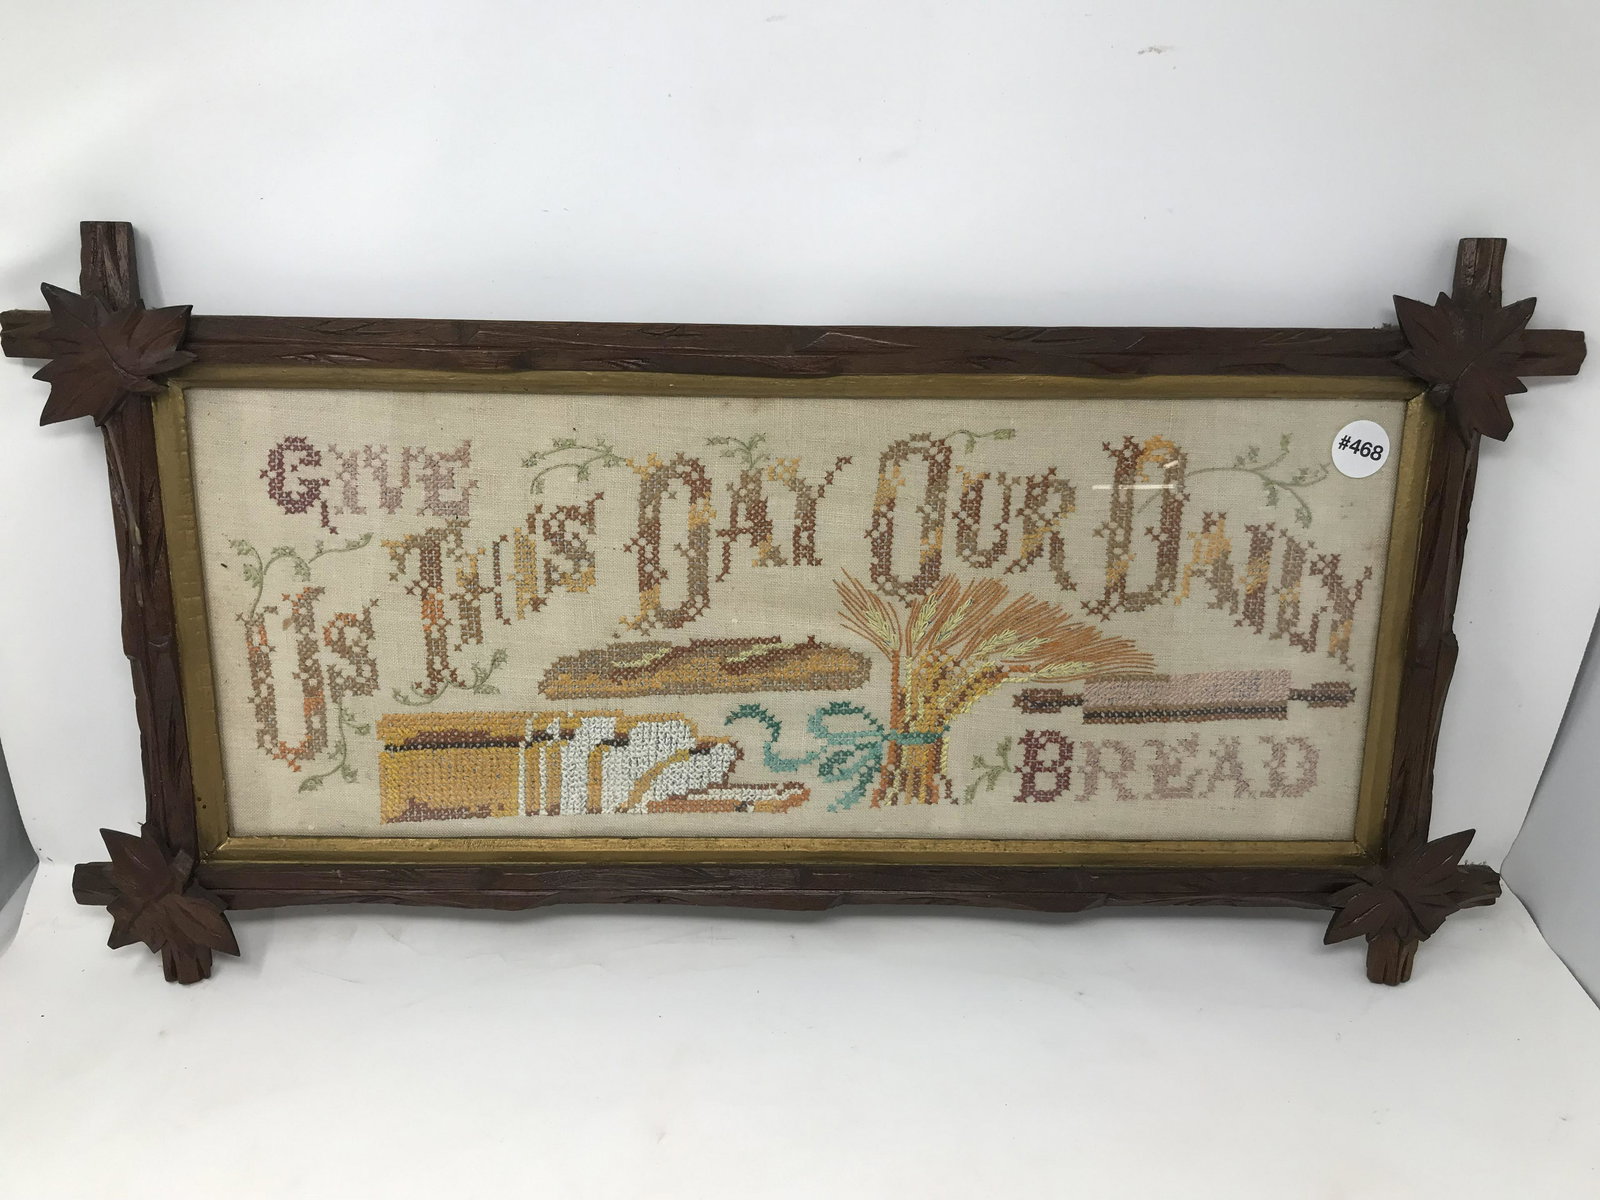 GIVE
US THIS DAY OUR DAILY
BREAD
#468